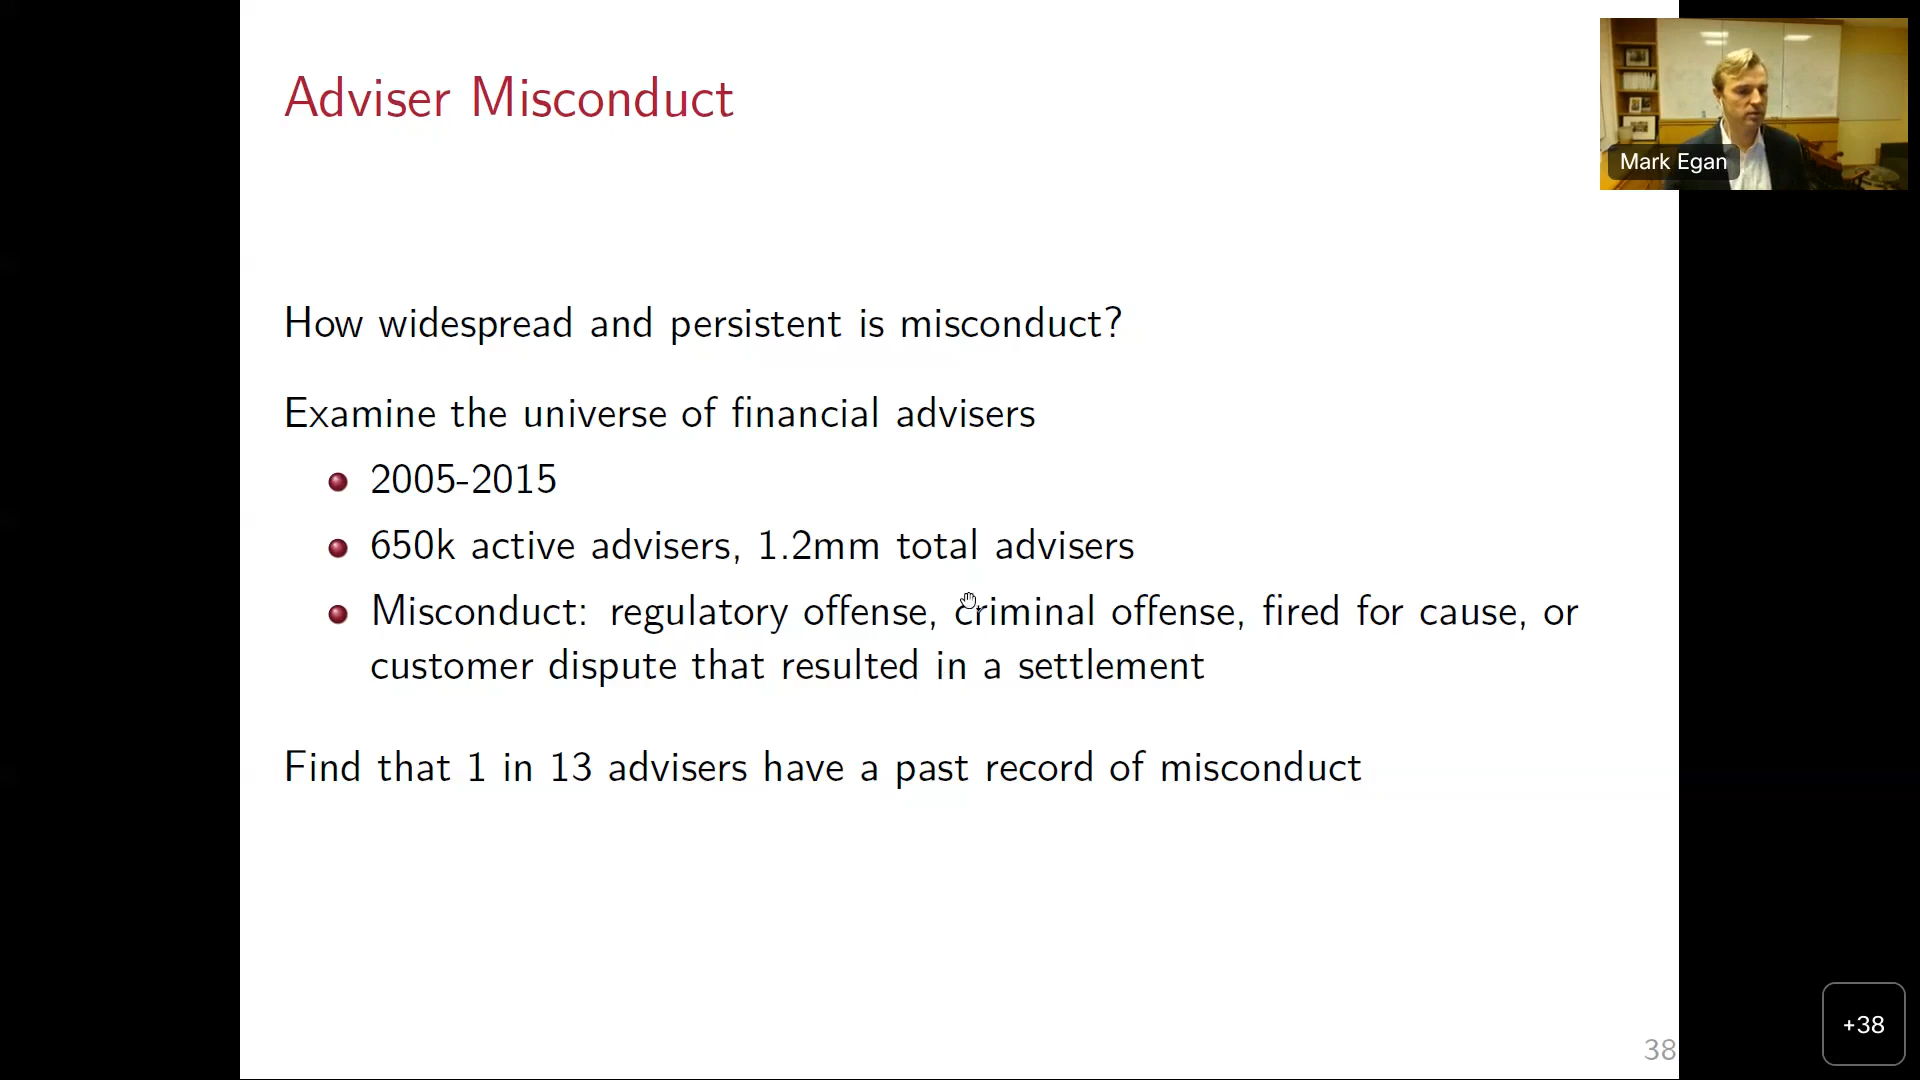 Adviser Misconduct
Mark Egan
How widespread and persistent is misconduct?
Examine the universe of financial advisers
2005-2015
650k active advisers, 1.2mm total advisers
Misconduct: regulatory offense, criminal offense, fired for cause, or
customer dispute that resulted in a settlement
Find that 1 in 13 advisers have a past record of misconduct
+38
38